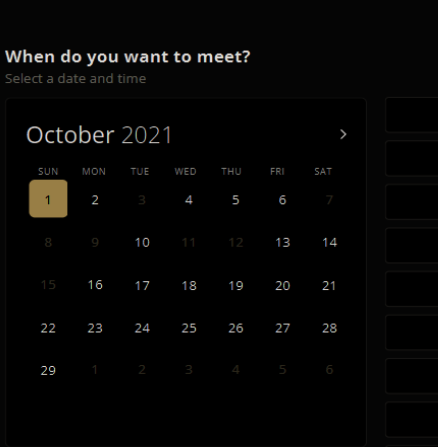 When do you want to meet?
Select a date and time
October 2021 >
SUN MON TUE WED THU FRI SAT
1 2 3 4 5 6 7
8 9 10 11 12 13 14
15 16 17 18 19 20 21
22 23 24 25 26 27 28
29 1 2 3 4 5 6